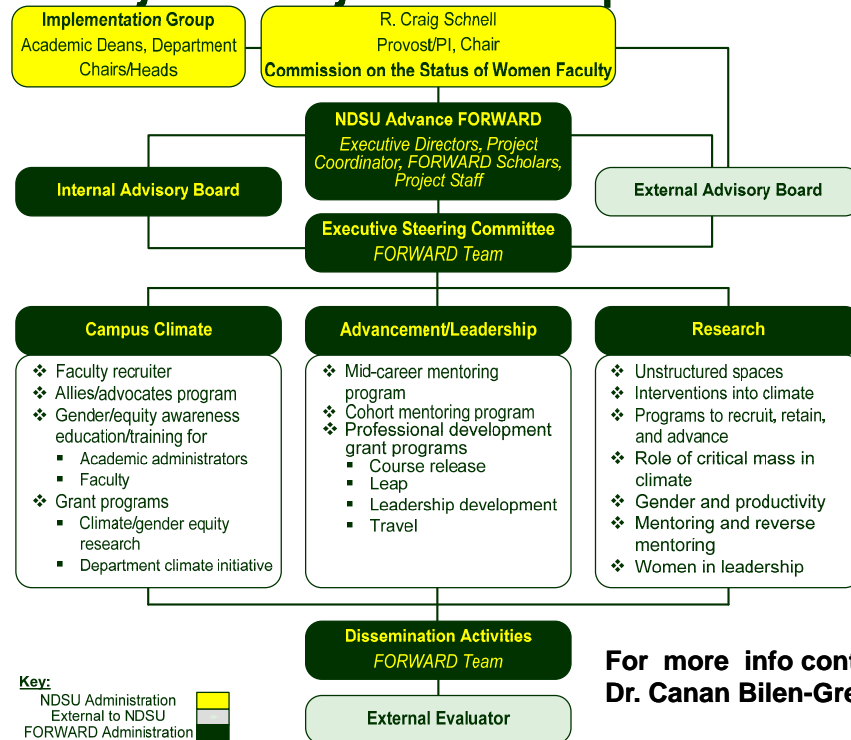 Implementation Group
Academic Deans, Department
Chairs/Heads
R. Craig Schnell
Provost/PI, Chair
Commission on the Status of Women Faculty
NDSU Advance FORWARD
Executive Directors, Project
Coordinator, FORWARD Scholars,
Project Staff
Internal Advisory Board
External Advisory Board
Executive Steering Committee
FORWARD Team
Campus Climate
❖ Faculty recruiter
❖ Allies/advocates program
❖ Gender/equity awareness
education/training for
▪ Academic administrators
▪ Faculty
❖ Grant programs
▪ Climate/gender equity
research
▪ Department climate initiative
Advancement/Leadership
❖ Mid-career mentoring
program
❖ Cohort mentoring program
❖ Professional development
grant programs
▪ Course release
▪ Leap
▪ Leadership development
▪ Travel
Research
❖ Unstructured spaces
❖ Interventions into climate
❖ Programs to recruit, retain,
and advance
❖ Role of critical mass in
climate
❖ Gender and productivity
❖ Mentoring and reverse
mentoring
❖ Women in leadership
Dissemination Activities
FORWARD Team
External Evaluator
For more info cont
Dr. Canan Bilen-Gre
Key:
NDSU Administration
External to NDSU
FORWARD Administration